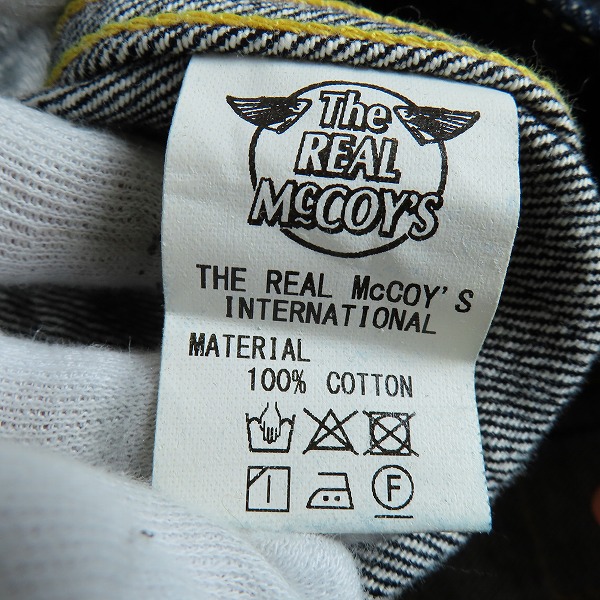 The
REAL
McCOY'S
THE REAL McCOY'S
INTERNATIONAL
MATERIAL
100% COTTON
F